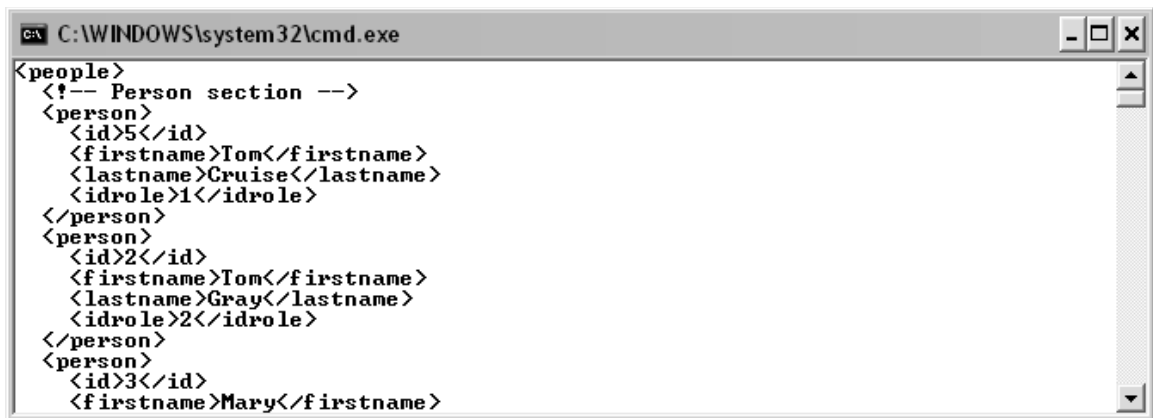 C:\WINDOWS\system32\cmd.exe
<people>
  <!-- Person section -->
  <person>
    <id>5</id>
    <firstname>Tom</firstname>
    <lastname>Cruise</lastname>
    <idrole>1</idrole>
  </person>
  <person>
    <id>2</id>
    <firstname>Tom</firstname>
    <lastname>Gray</lastname>
    <idrole>2</idrole>
  </person>
  <person>
    <id>3</id>
    <firstname>Mary</firstname>